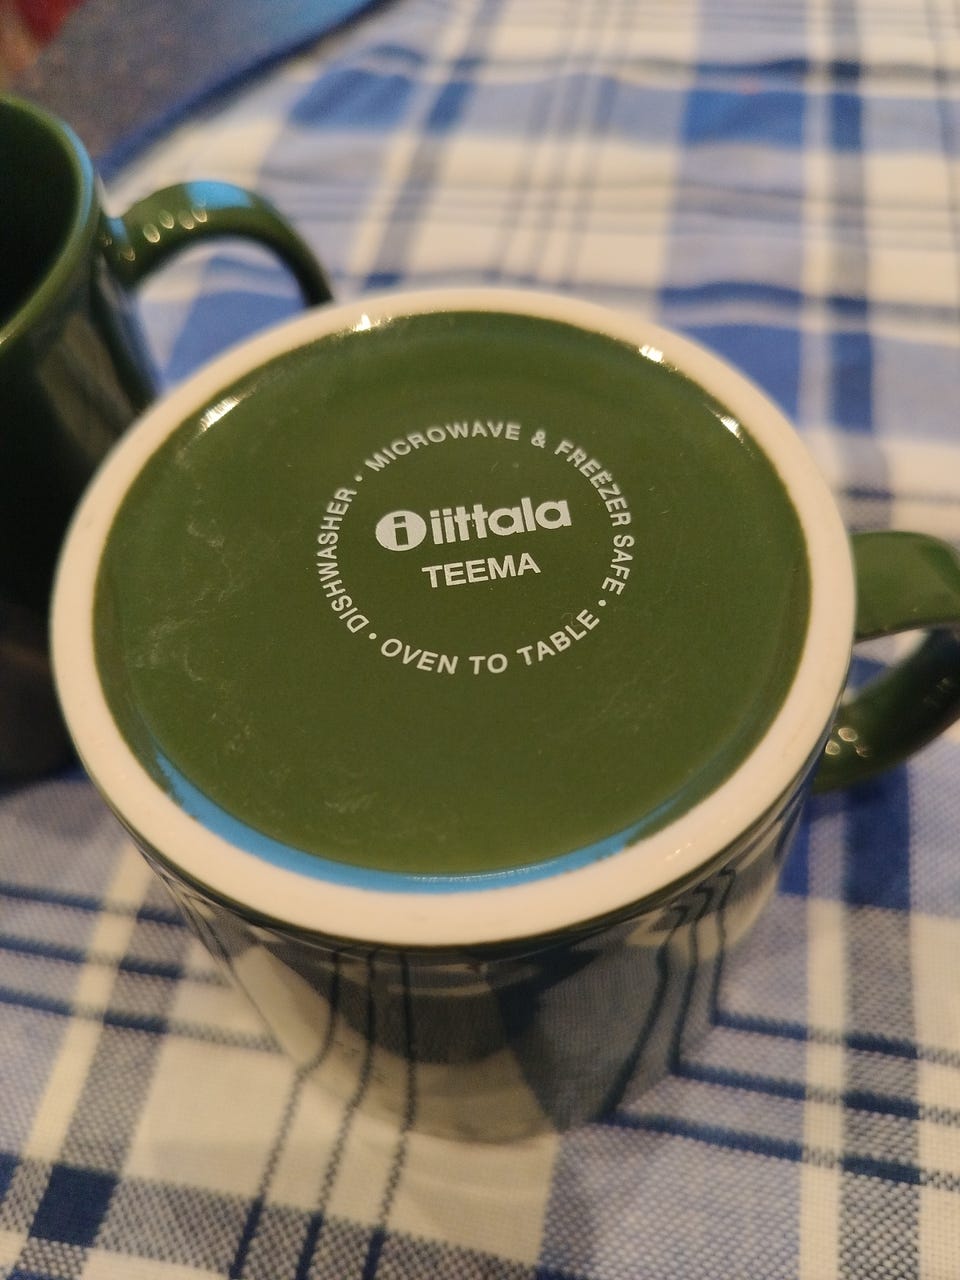 DISHWASHER • MICROWAVE & FREEZER SAFE •
i iittala
TEEMA
OVEN TO TABLE •